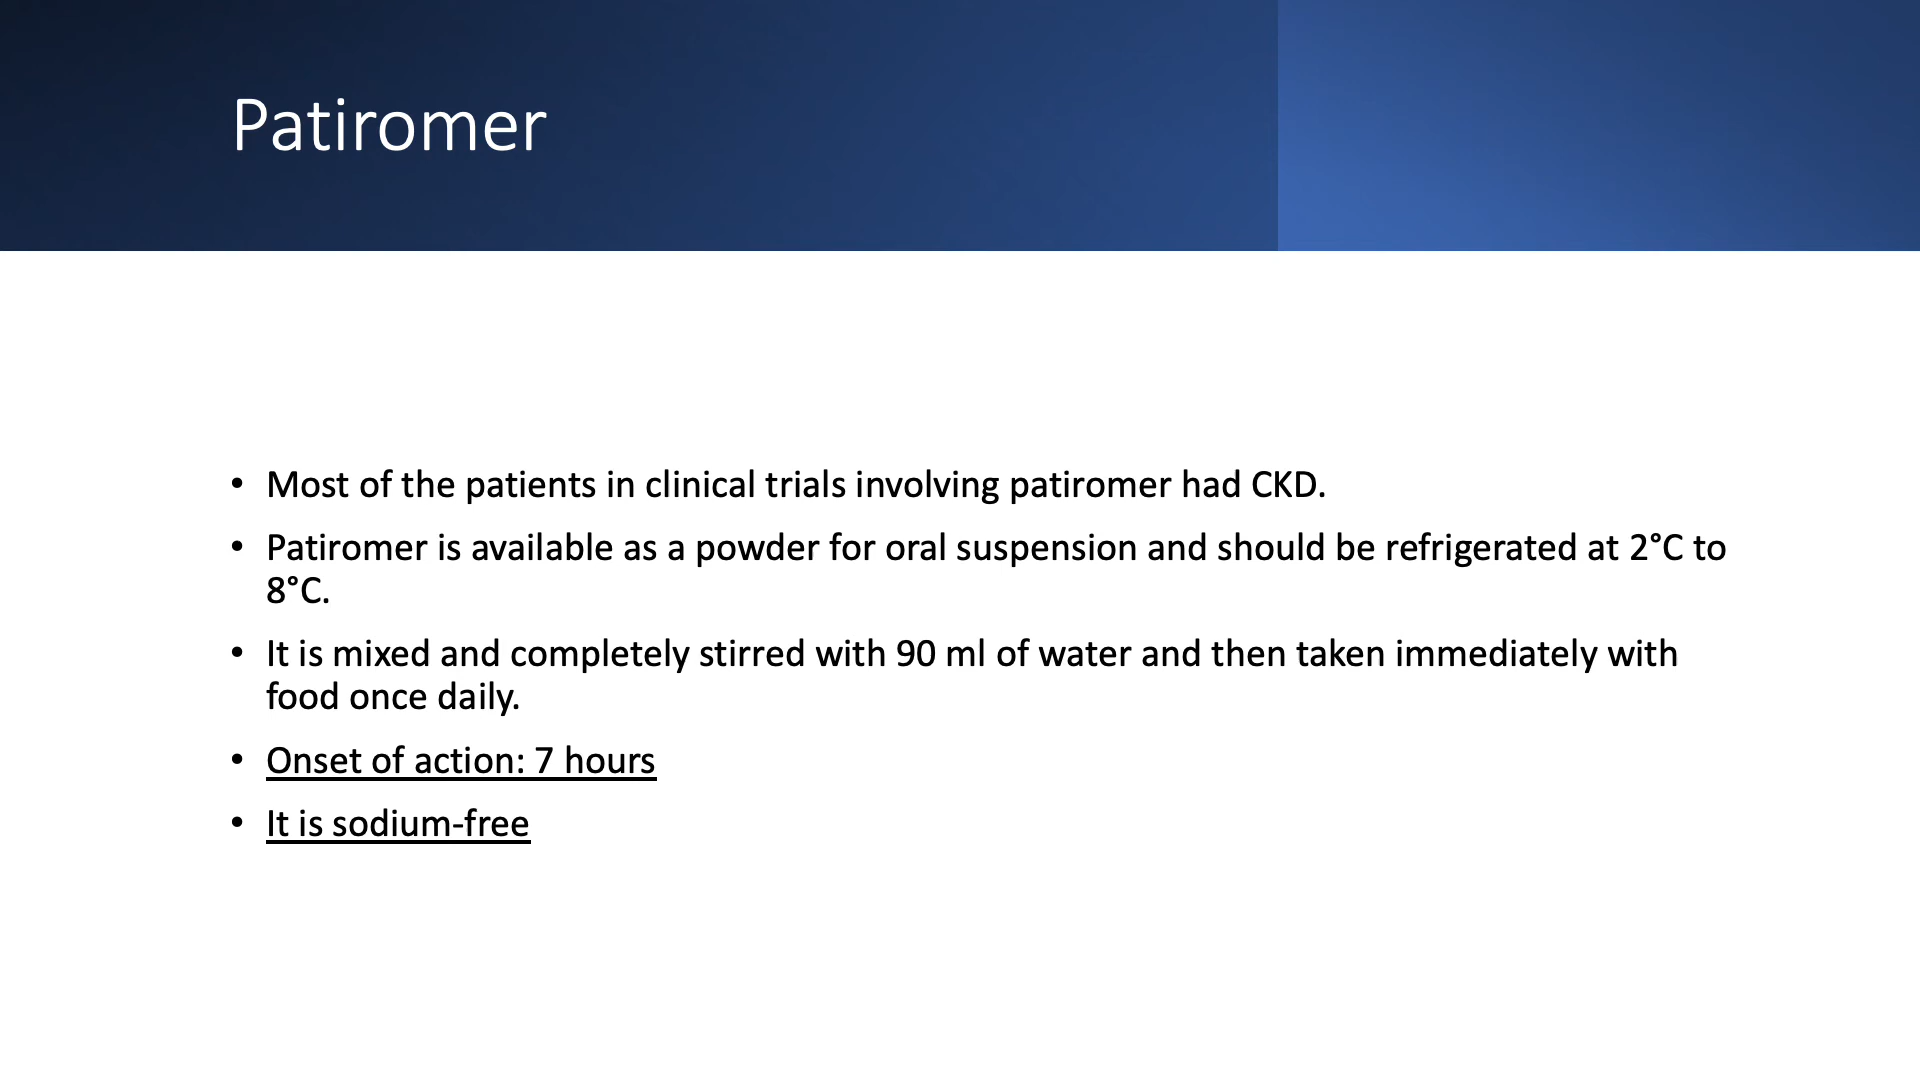 Patiromer
• Most of the patients in clinical trials involving patiromer had CKD.
• Patiromer is available as a powder for oral suspension and should be refrigerated at 2°C to
8°C.
• It is mixed and completely stirred with 90 ml of water and then taken immediately with
food once daily.
• Onset of action: 7 hours
• It is sodium-free